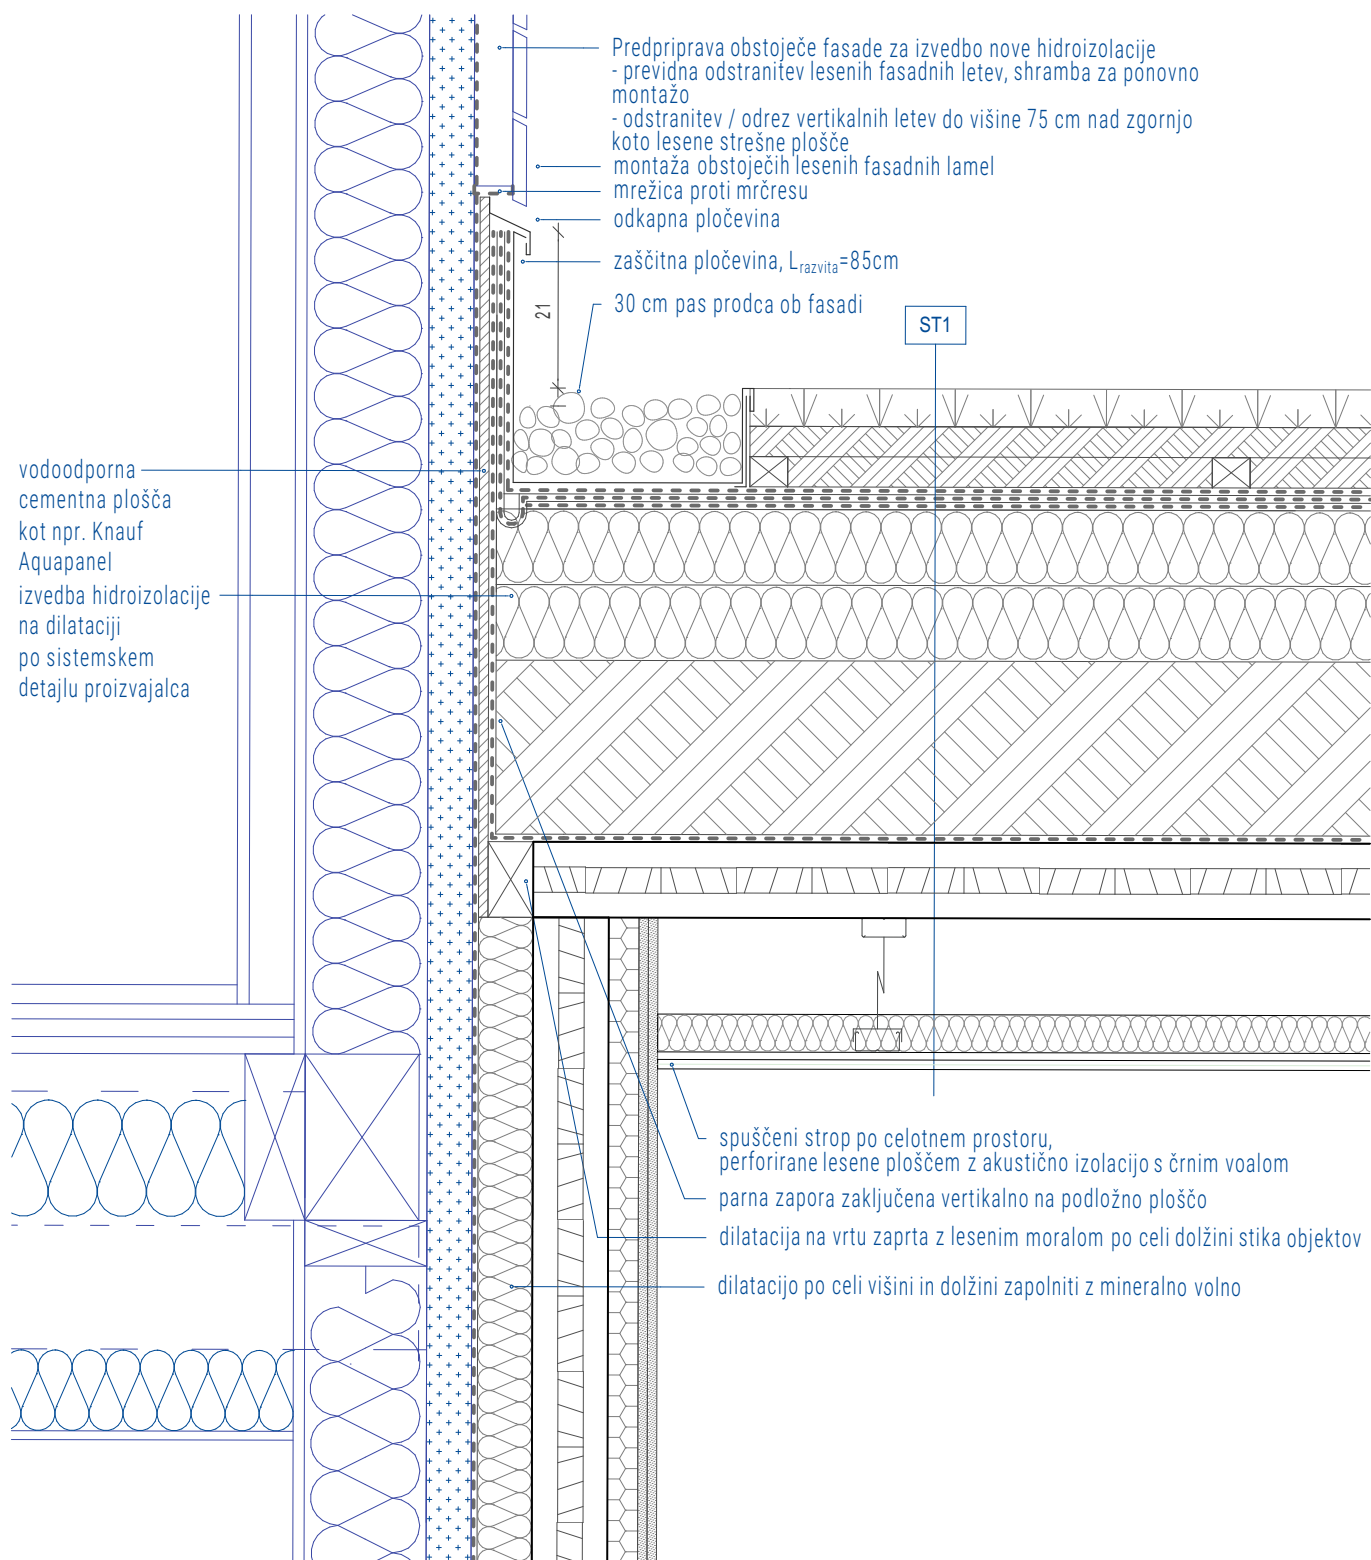 Predpriprava obstoječe fasade za izvedbo nove hidroizolacije
- previdna odstranitev lesenih fasadnih letev, shramba za ponovno
montažo
- odstranitev / odrez vertikalnih letev do višine 75 cm nad zgornjo
koto lesene strešne plošče
montaža obstoječih lesenih fasadnih lamel
mrežica proti mrčresu
odkapna pločevina
zaščitna pločevina, Lrazvita=85cm
30 cm pas prodca ob fasadi
21
ST1
vodoodporna
cementna plošča
kot npr. Knauf
Aquapanel
izvedba hidroizolacije
na dilataciji
po sistemskem
detajlu proizvajalca
spuščeni strop po celotnem prostoru,
perforirane lesene ploščem z akustično izolacijo s črnim voalom
parna zapora zaključena vertikalno na podložno ploščo
dilatacija na vrtu zaprta z lesenim moralom po celi dolžini stika objektov
dilatacijo po celi višini in dolžini zapolniti z mineralno volno